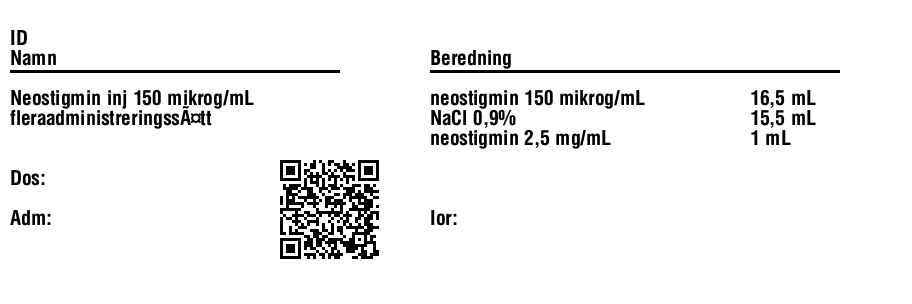 ID
Namn
Beredning
Neostigmin inj 150 mikrog/mL
fleraadministreringssÃ¤tt
neostigmin 150 mikrog/mL 16,5 mL
NaCl 0,9% 15,5 mL
neostigmin 2,5 mg/mL 1 mL
Dos:
Adm:
Ior: